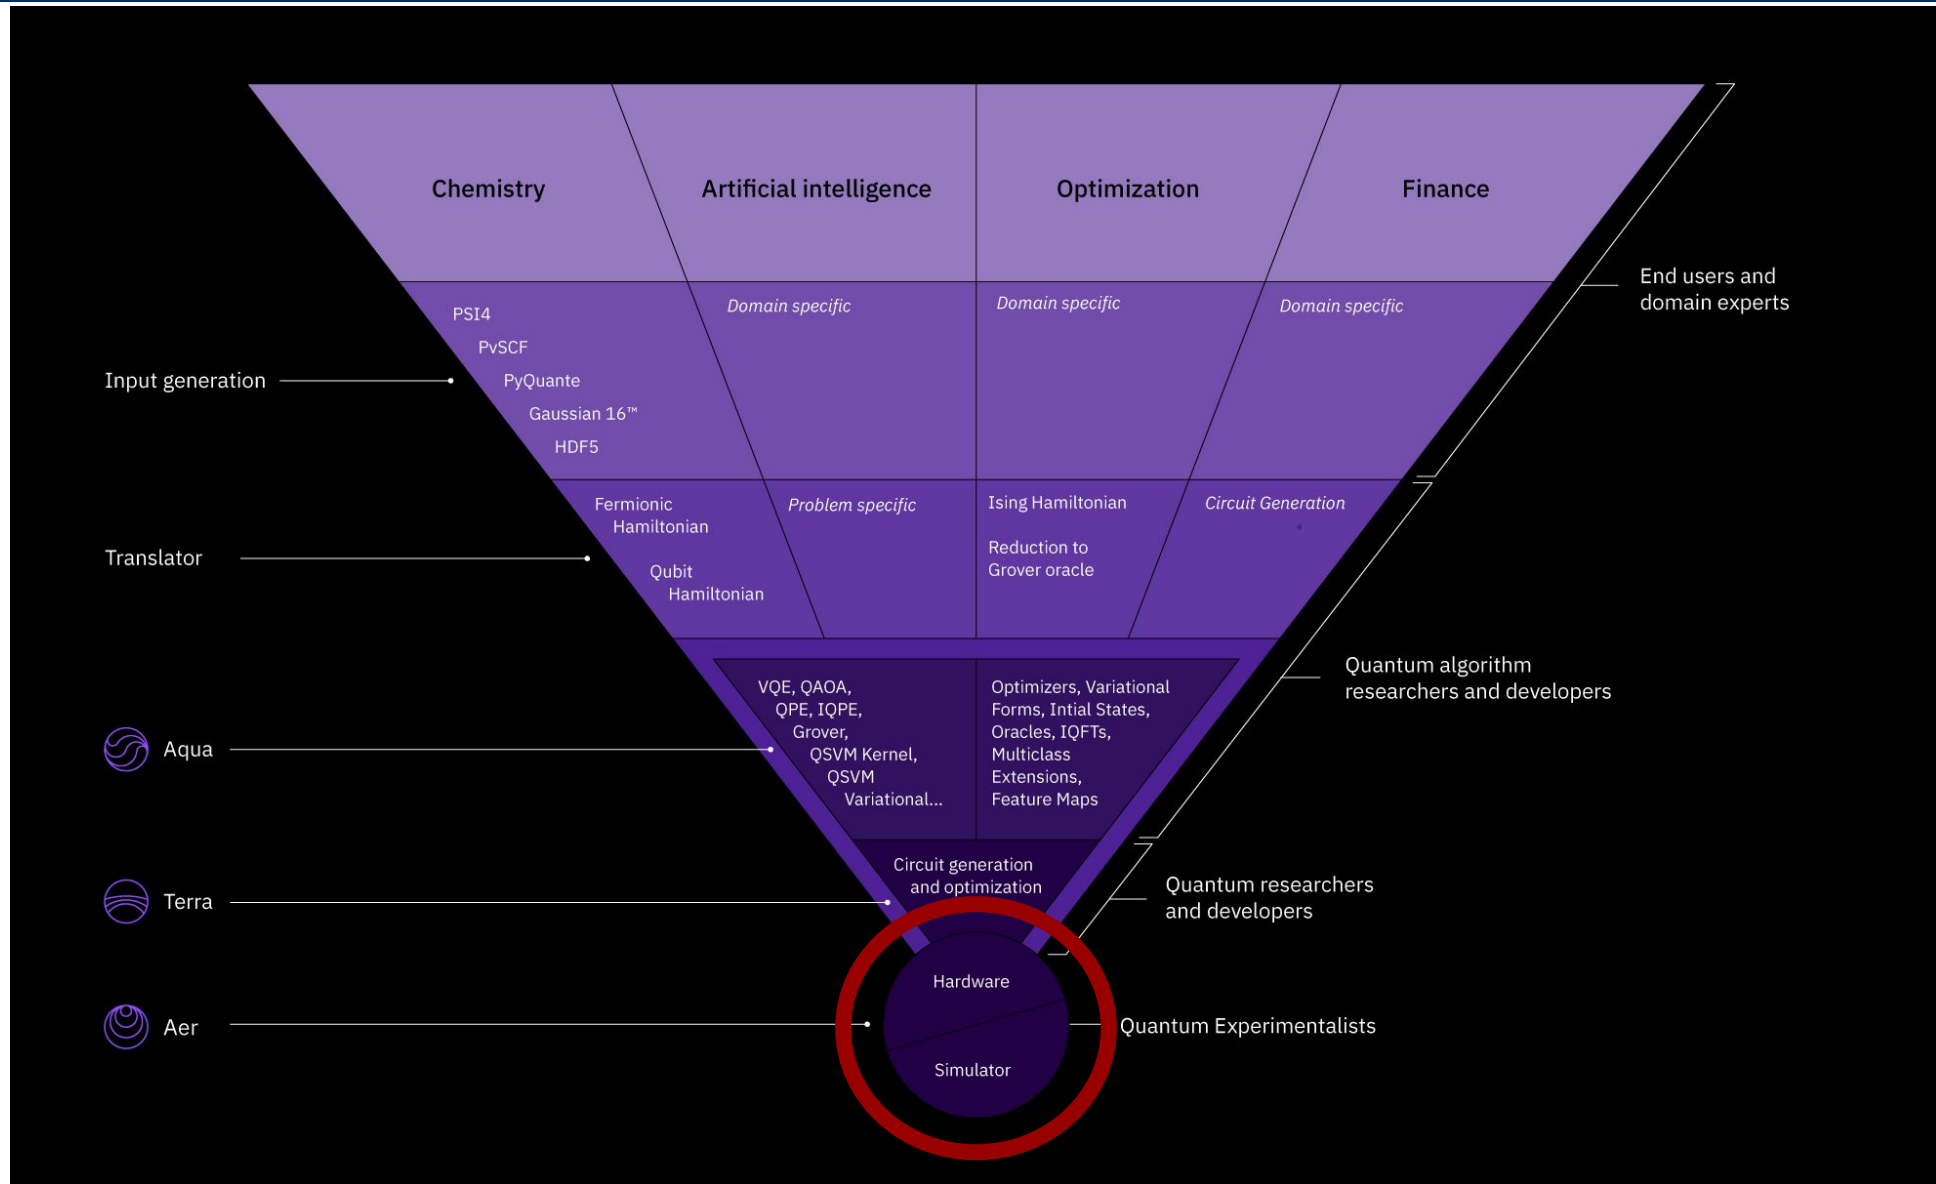 Chemistry
Artificial intelligence
Optimization
Finance
End users and
domain experts
Input generation
PSI4
PvSCF
PyQuante
Gaussian 16™
HDF5
Domain specific
Domain specific
Domain specific
Translator
Fermionic
Hamiltonian
Qubit
Hamiltonian
Problem specific
Ising Hamiltonian
Reduction to
Grover oracle
Circuit Generation
Quantum algorithm
researchers and developers
Aqua
VQE, QAOA,
QPE, IQPE,
Grover,
QSVM Kernel,
QSVM
Variational...
Optimizers, Variational
Forms, Intial States,
Oracles, IQFTs,
Multiclass
Extensions,
Feature Maps
Terra
Circuit generation
and optimization
Quantum researchers
and developers
Aer
Hardware
Simulator
Quantum Experimentalists